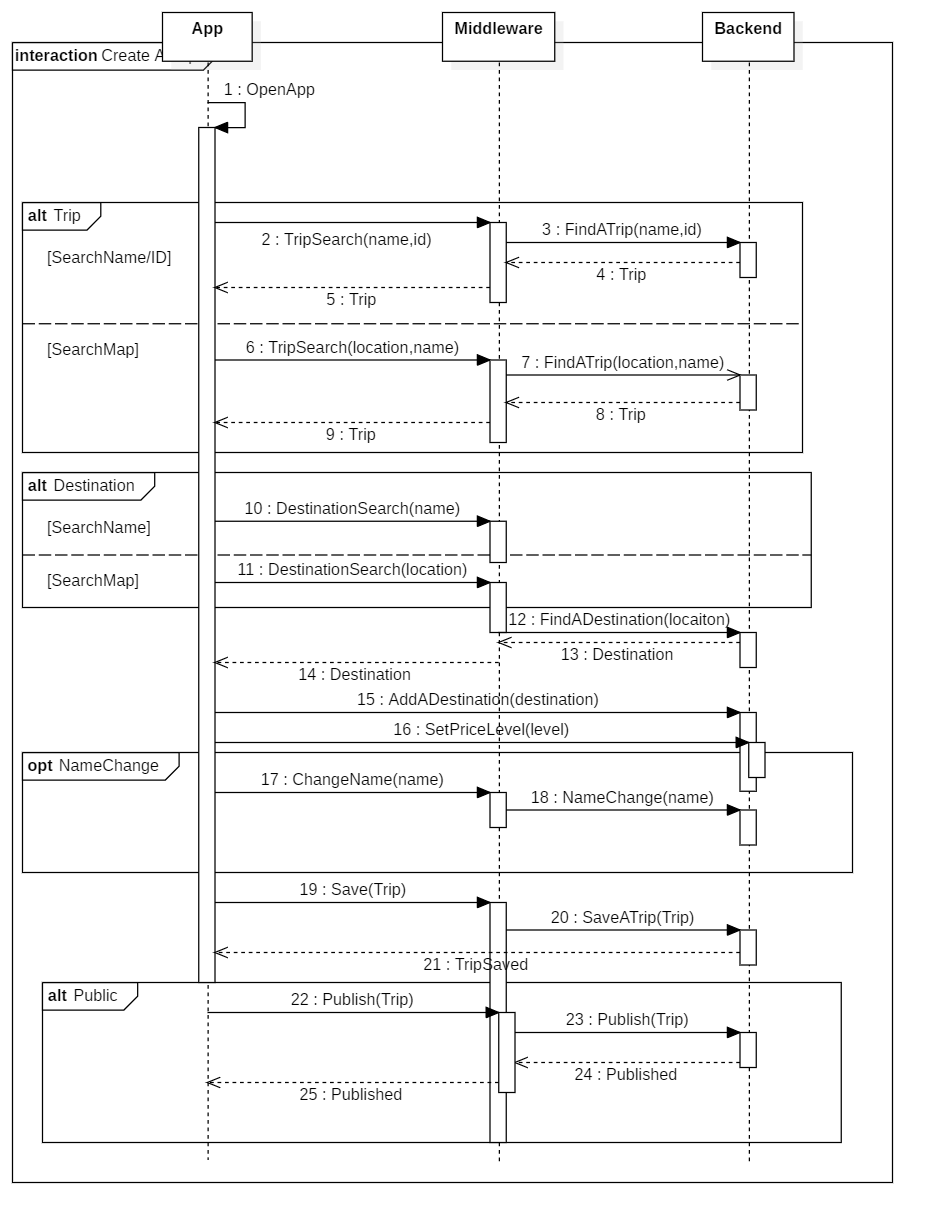 App
Middleware
Backend
interaction Create A
1 : OpenApp
alt Trip
[SearchName/ID]
2 : TripSearch(name,id)
3 : FindATrip(name,id)
4 : Trip
5 : Trip
[SearchMap]
6 : TripSearch(location,name)
7 : FindATrip(location,name)
8 : Trip
9 : Trip
alt Destination
[SearchName]
10 : DestinationSearch(name)
[SearchMap]
11 : DestinationSearch(location)
12 : FindADestination(locaiton)
13 : Destination
14 : Destination
15 : AddADestination(destination)
16 : SetPriceLevel(level)
opt NameChange
17 : ChangeName(name)
18 : NameChange(name)
19 : Save(Trip)
20 : SaveATrip(Trip)
21 : TripSaved
alt Public
22 : Publish(Trip)
23 : Publish(Trip)
24 : Published
25 : Published